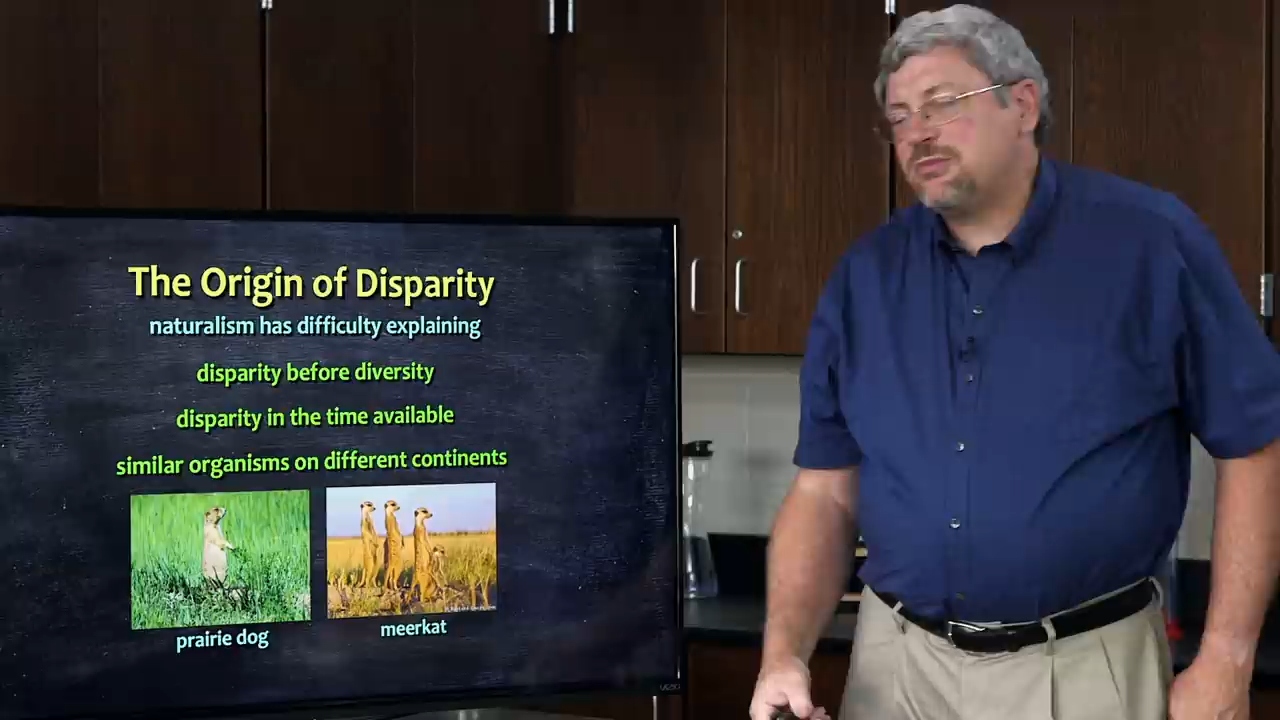 The Origin of Disparity
naturalism has difficulty explaining
disparity before diversity
disparity in the time available
similar organisms on different continents
prairie dog
meerkat
VIZIO